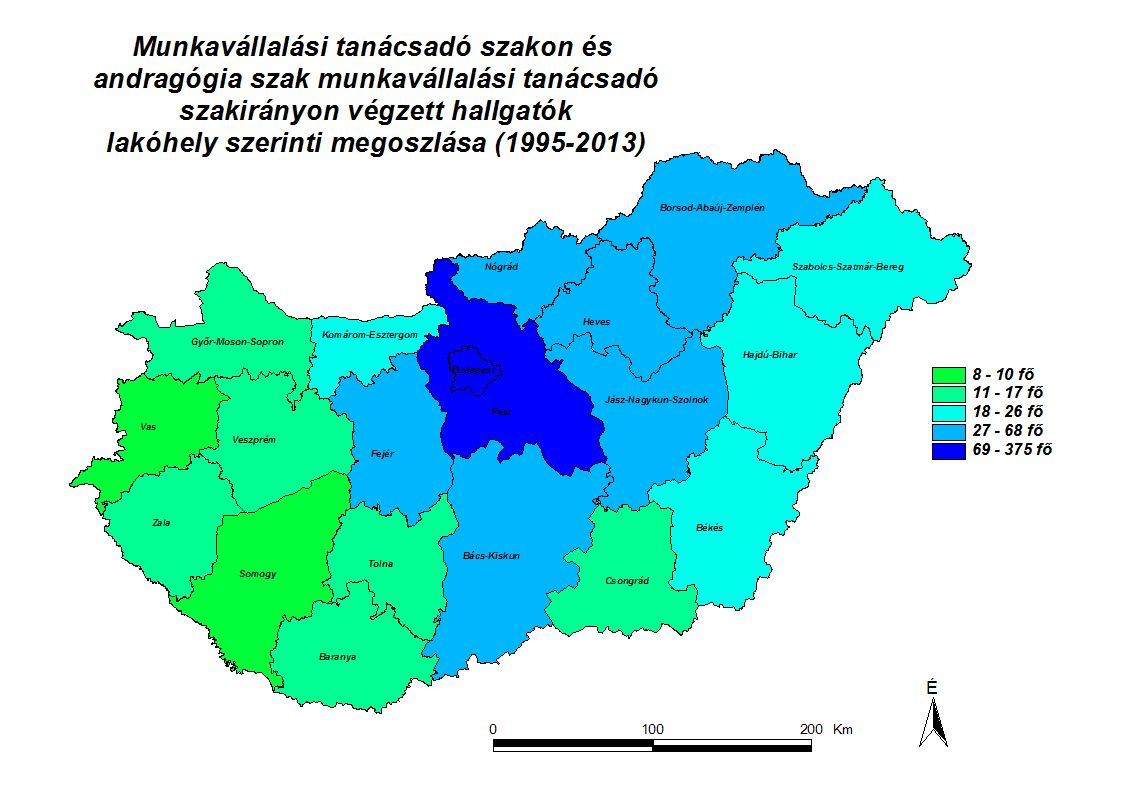 Munkavállalási tanácsadó szakon és
andragógia szak munkavállalási tanácsadó
szakirányon végzett hallgatók
lakóhely szerinti megoszlása (1995-2013)
Borsod-Abaúj-Zemplén
Nógrád
Szabolcs-Szatmár-Bereg
Heves
Komárom-Esztergom
Győr-Moson-Sopron
Hajdú-Bihar
Budapest
Jász-Nagykun-Szolnok
Pest
Vas
Veszprém
Fejér
Zala
Békés
Bács-Kiskun
Tolna
Somogy
Csongrád
Baranya
8 - 10 fő
11 - 17 fő
18 - 26 fő
27 - 68 fő
69 - 375 fő
É
0 100 200 Km